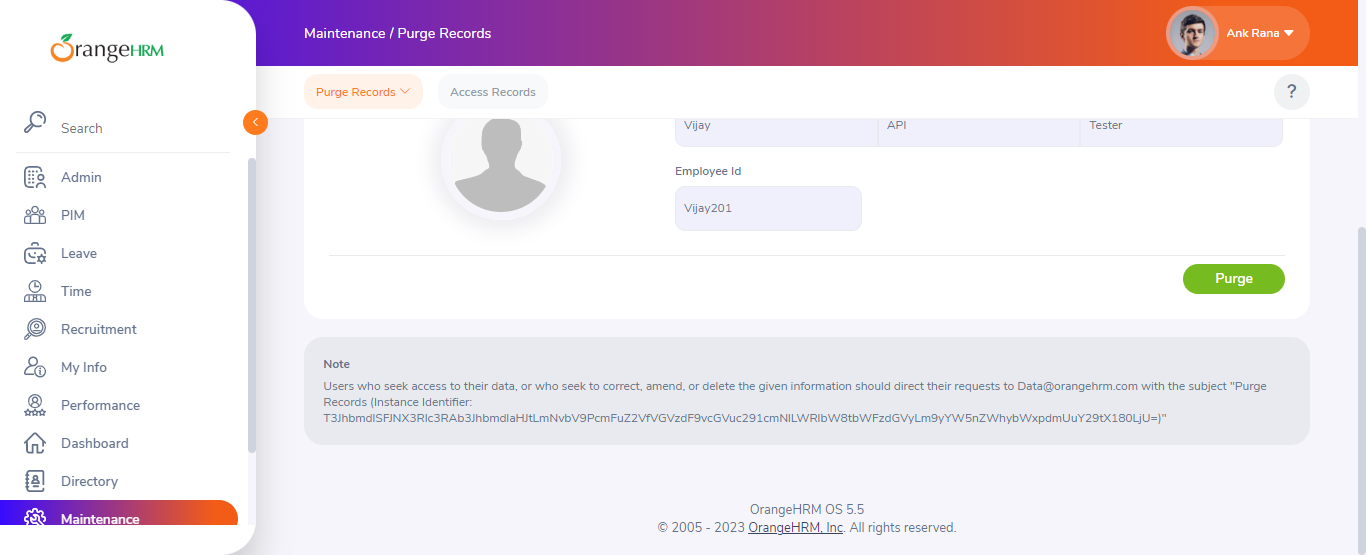 OrangeHRM
Maintenance / Purge Records
Ank Rana
Purge Records
Access Records
?
Search
Admin
PIM
Leave
Time
Recruitment
My Info
Performance
Dashboard
Directory
Maintenance
Vijay API Tester
Employee Id
Vijay201
Purge
Note
Users who seek access to their data, or who seek to correct, amend, or delete the given information should direct their requests to Data@orangehrm.com with the subject "Purge
Records (Instance Identifier:
OrangeHRM OS 5.5
© 2005 - 2023 OrangeHRM, Inc. All rights reserved.